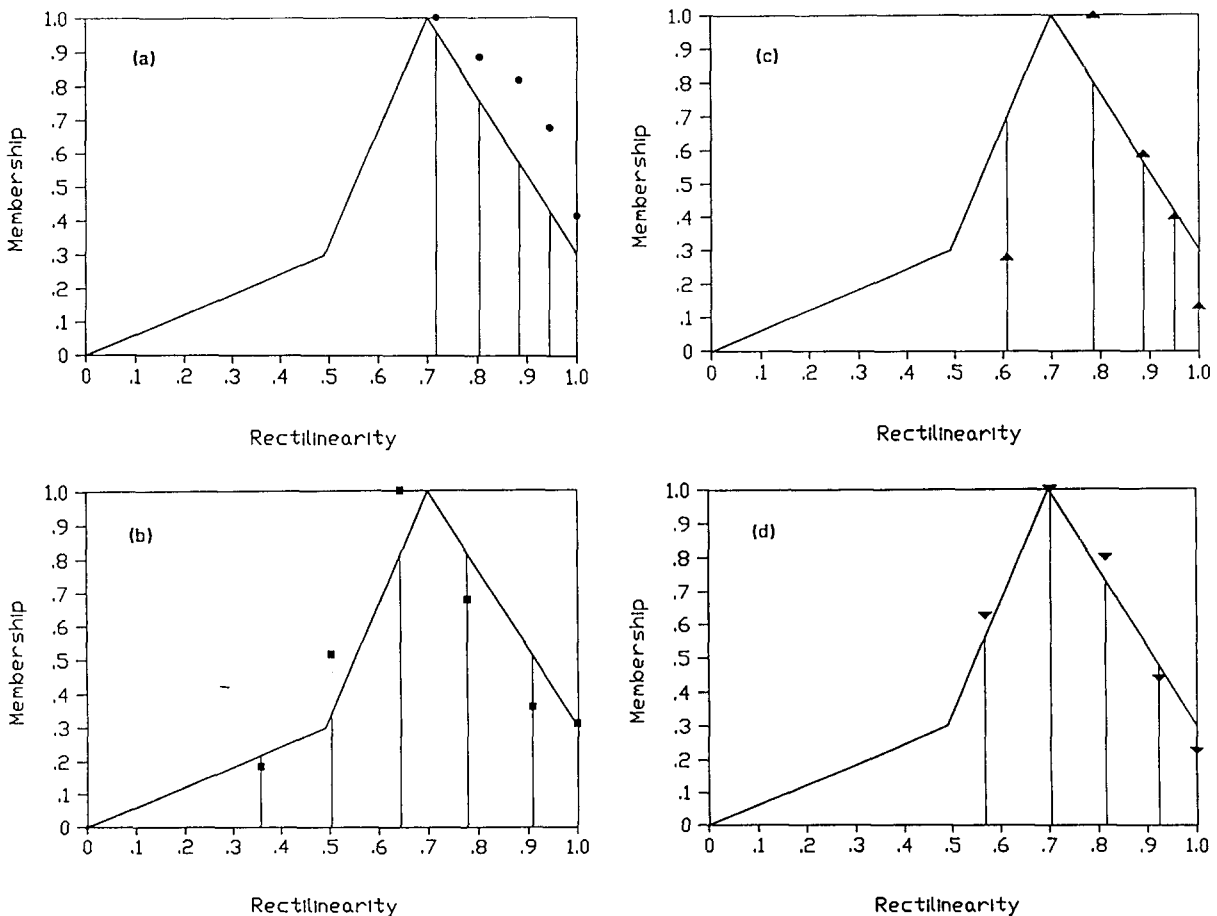 (a)
Membership
1.0
.9
.8
.7
.6
.5
.4
.3
.2
.1
0
0 .1 .2 .3 .4 .5 .6 .7 .8 .9 1.0
Rectilinearity
(c)
Membership
1.0
.9
.8
.7
.6
.5
.4
.3
.2
.1
0
0 .1 .2 .3 .4 .5 .6 .7 .8 .9 1.0
Rectilinearity
(b)
Membership
1.0
.9
.8
.7
.6
.5
.4
.3
.2
.1
0
0 .1 .2 .3 .4 .5 .6 .7 .8 .9 1.0
Rectilinearity
(d)
Membership
1.0
.9
.8
.7
.6
.5
.4
.3
.2
.1
0
0 .1 .2 .3 .4 .5 .6 .7 .8 .9 1.0
Rectilinearity